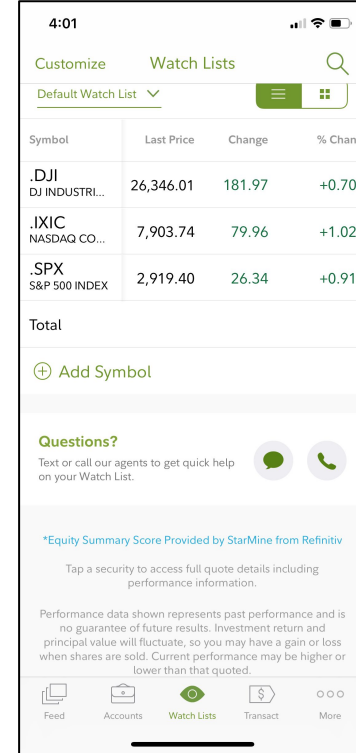 4:01
Customize Watch Lists
Default Watch List
Symbol Last Price Change % Chan
.DJI
DJ INDUSTRI... 26,346.01 181.97 +0.70
.IXIC
NASDAQ CO... 7,903.74 79.96 +1.02
.SPX
S&P 500 INDEX 2,919.40 26.34 +0.91
Total
Add Symbol
Questions?
Text or call our agents to get quick help
on your Watch List.
*Equity Summary Score Provided by StarMine from Refinitiv
Tap a security to access full quote details including
performance information.
Performance data shown represents past performance and is
no guarantee of future results. Investment return and
principal value will fluctuate, so you may have a gain or loss
when shares are sold. Current performance may be higher or
lower than that quoted.
Feed Accounts Watch Lists Transact More